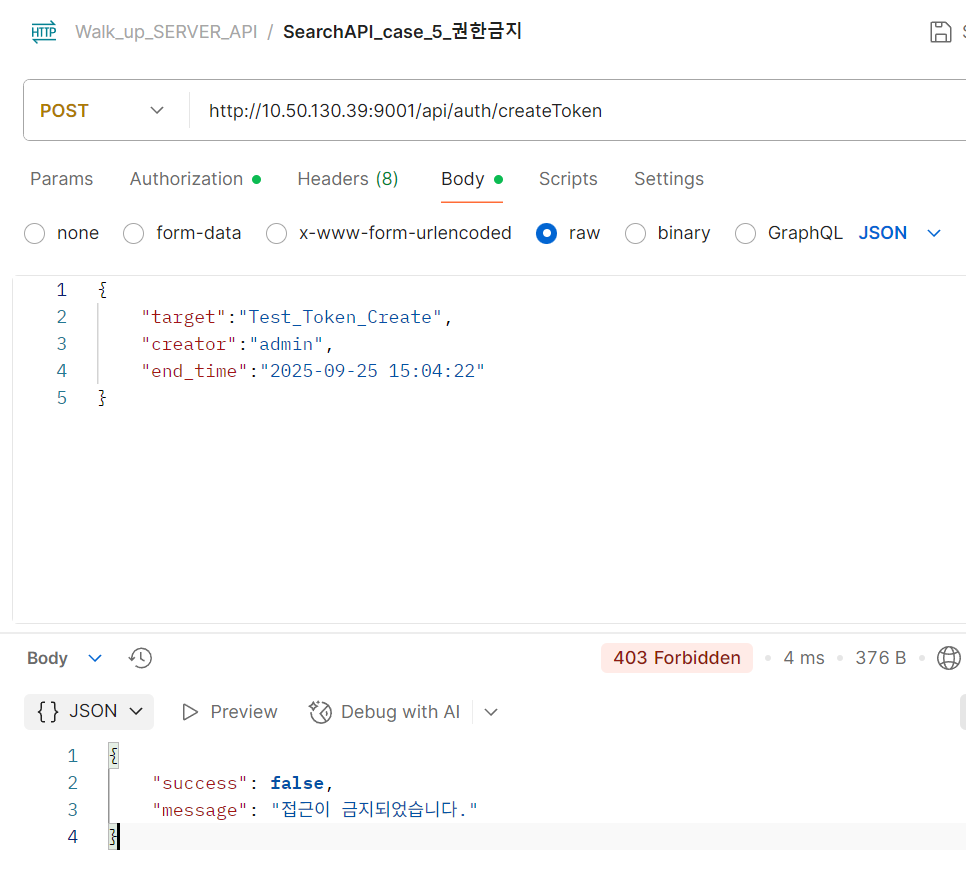 HTTP Walk_up_SERVER_API / SearchAPI_case_5_권한금지
POST http://10.50.130.39:9001/api/auth/createToken
Params Authorization Headers (8) Body Scripts Settings
none form-data x-www-form-urlencoded raw binary GraphQL JSON
1 {
2 "target":"Test_Token_Create",
3 "creator":"admin",
4 "end_time":"2025-09-25 15:04:22"
5 }
Body 403 Forbidden 4 ms 376 B
{} JSON Preview Debug with AI
1 {
2 "success": false,
3 "message": "접근이 금지되었습니다."
4 }